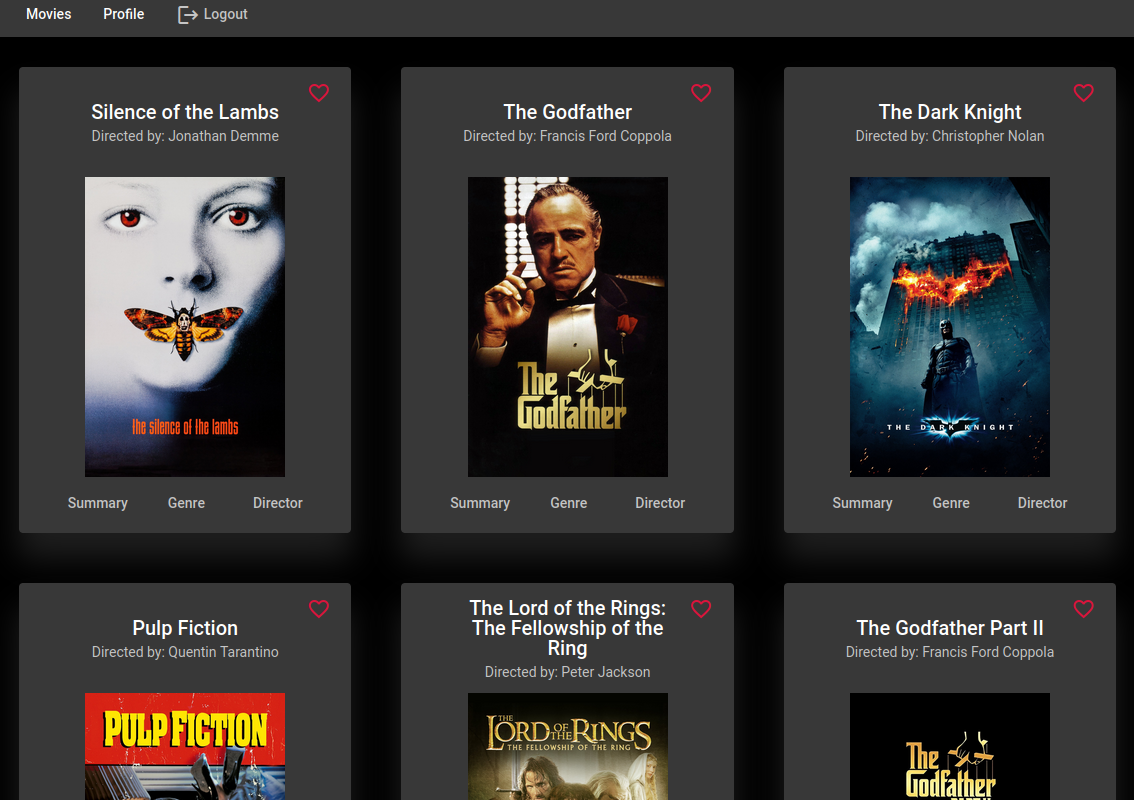 Movies Profile Logout
Silence of the Lambs
Directed by: Jonathan Demme
the silence of the lambs
Summary Genre Director
The Godfather
Directed by: Francis Ford Coppola
The
Godfather
Summary Genre Director
The Dark Knight
Directed by: Christopher Nolan
THE DARK KNIGHT
Summary Genre Director
Pulp Fiction
Directed by: Quentin Tarantino
PULP FICTION
The Lord of the Rings:
The Fellowship of the
Ring
Directed by: Peter Jackson
THE LORD OF THE RINGS
THE FELLOWSHIP OF THE RING
The Godfather Part II
Directed by: Francis Ford Coppola
The
Godfather